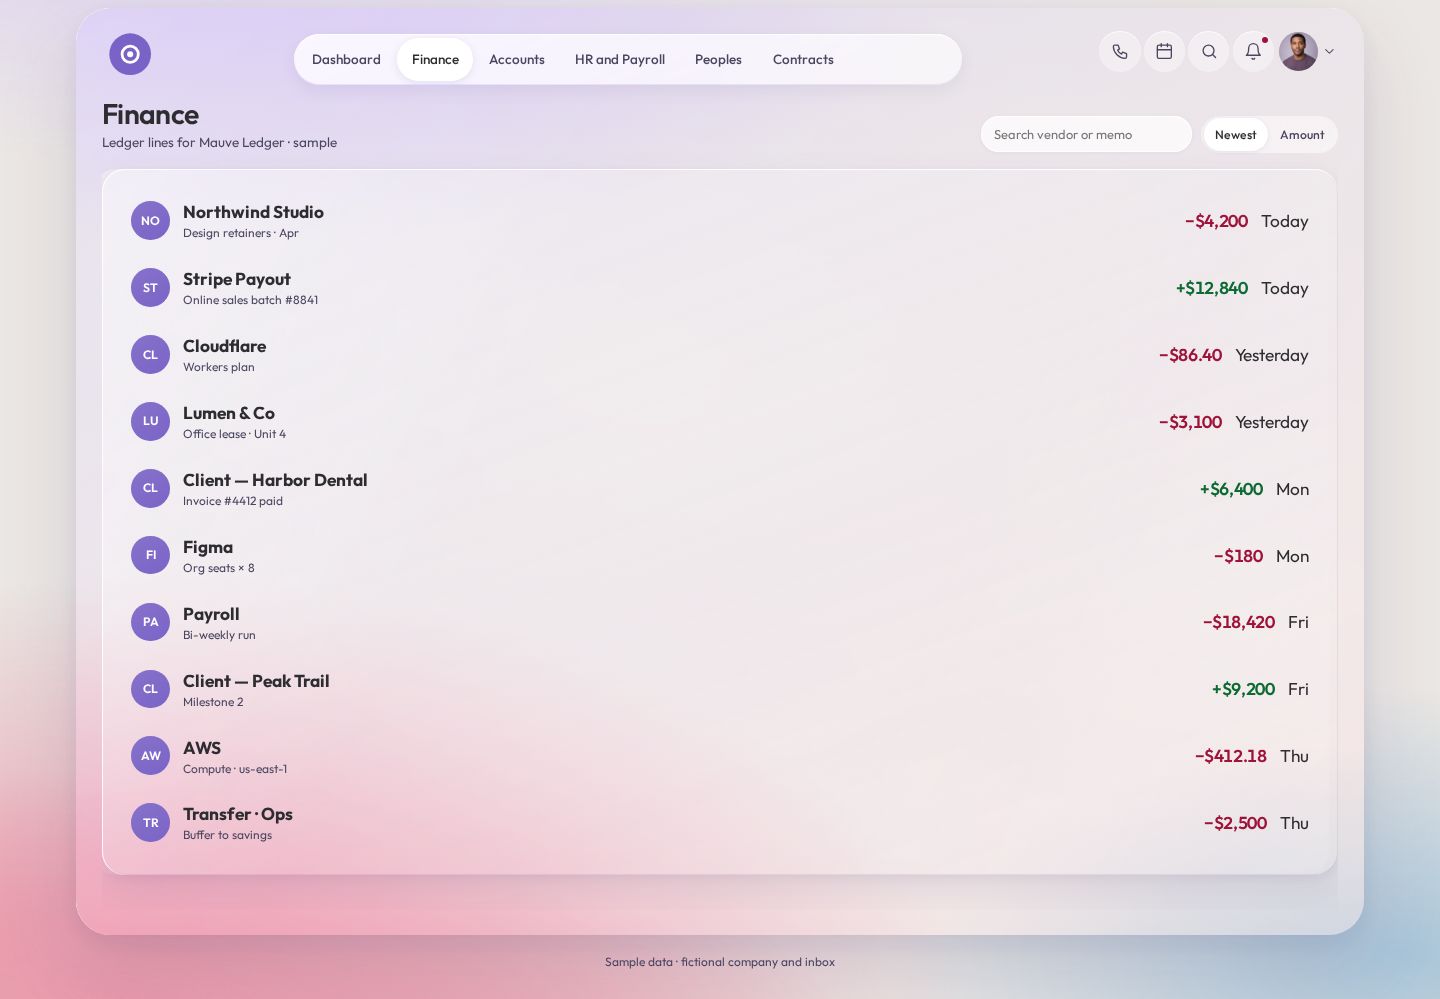 Dashboard Finance Accounts HR and Payroll Peoples Contracts
Finance
Ledger lines for Mauve Ledger · sample
Search vendor or memo Newest Amount
NO Northwind Studio −$4,200 Today
Design retainers · Apr
ST Stripe Payout +$12,840 Today
Online sales batch #8841
CL Cloudflare −$86.40 Yesterday
Workers plan
LU Lumen & Co −$3,100 Yesterday
Office lease · Unit 4
CL Client — Harbor Dental +$6,400 Mon
Invoice #4412 paid
FI Figma −$180 Mon
Org seats × 8
PA Payroll −$18,420 Fri
Bi-weekly run
CL Client — Peak Trail +$9,200 Fri
Milestone 2
AW AWS −$412.18 Thu
Compute · us-east-1
TR Transfer · Ops −$2,500 Thu
Buffer to savings
Sample data · fictional company and inbox